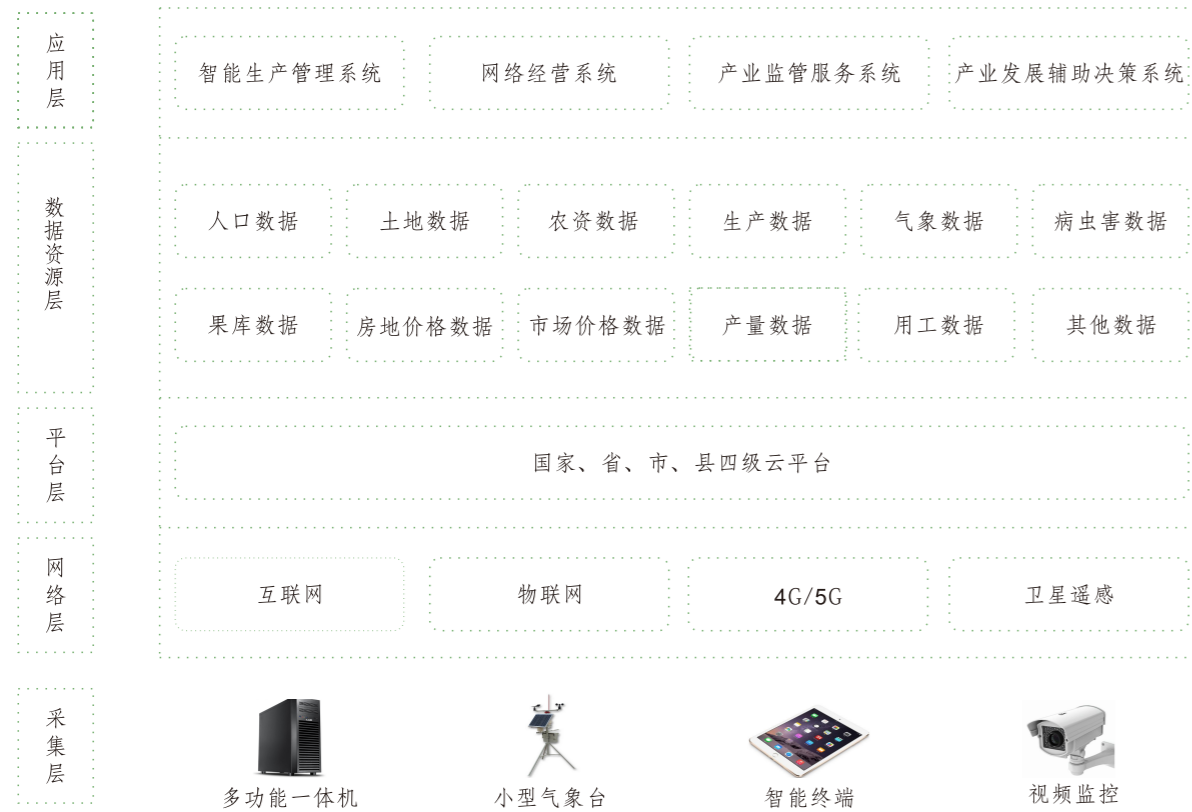 应用层
智能生产管理系统
网络经营系统
产业监管服务系统
产业发展辅助决策系统
数据资源层
人口数据
土地数据
农资数据
生产数据
气象数据
病虫害数据
果库数据
房地价格数据
市场价格数据
产量数据
用工数据
其他数据
平台层
国家、省、市、县四级云平台
网络层
互联网
物联网
4G/5G
卫星遥感
采集层
多功能一体机
小型气象台
智能终端
视频监控